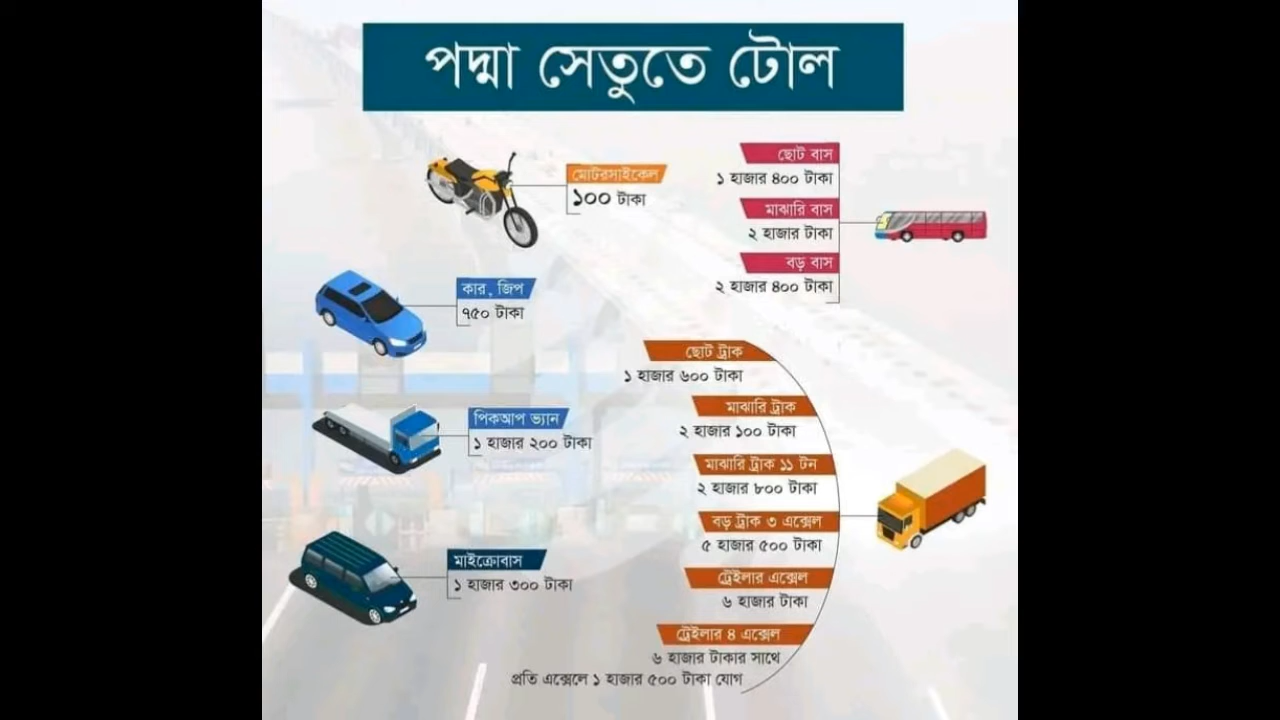 পদ্মা সেতুতে টোল
মোটরসাইকেল
১০০ টাকা
কার, জিপ
৭৫০ টাকা
পিকআপ ভ্যান
১ হাজার ২০০ টাকা
মাইক্রোবাস
১ হাজার ৩০০ টাকা
ছোট বাস
১ হাজার ৪০০ টাকা
মাঝারি বাস
২ হাজার টাকা
বড় বাস
২ হাজার ৪০০ টাকা
ছোট ট্রাক
১ হাজার ৬০০ টাকা
মাঝারি ট্রাক
২ হাজার ১০০ টাকা
মাঝারি ট্রাক ১১ টন
২ হাজার ৮০০ টাকা
বড় ট্রাক ৩ এক্সেল
৫ হাজার ৫০০ টাকা
ট্রেইলার এক্সেল
৬ হাজার টাকা
ট্রেইলার ৪ এক্সেল
৬ হাজার টাকার সাথে
প্রতি এক্সেলে ১ হাজার ৫০০ টাকা যোগ